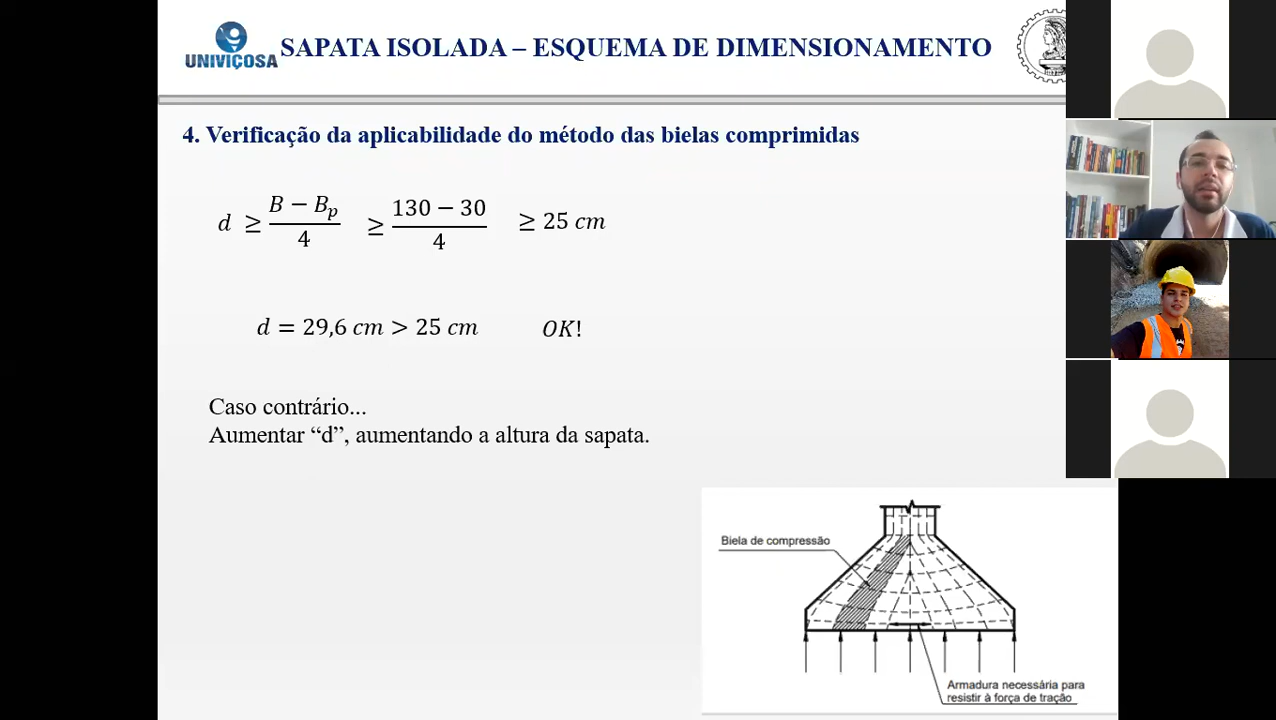 UNIVIÇOSA
SAPATA ISOLADA – ESQUEMA DE DIMENSIONAMENTO
4. Verificação da aplicabilidade do método das bielas comprimidas
d ≥ (B − Bp)/4 ≥ (130 − 30)/4 ≥ 25 cm
d = 29,6 cm > 25 cm OK!
Caso contrário...
Aumentar “d”, aumentando a altura da sapata.
Biela de compressão
Armadura necessária para
resistir à força de tração